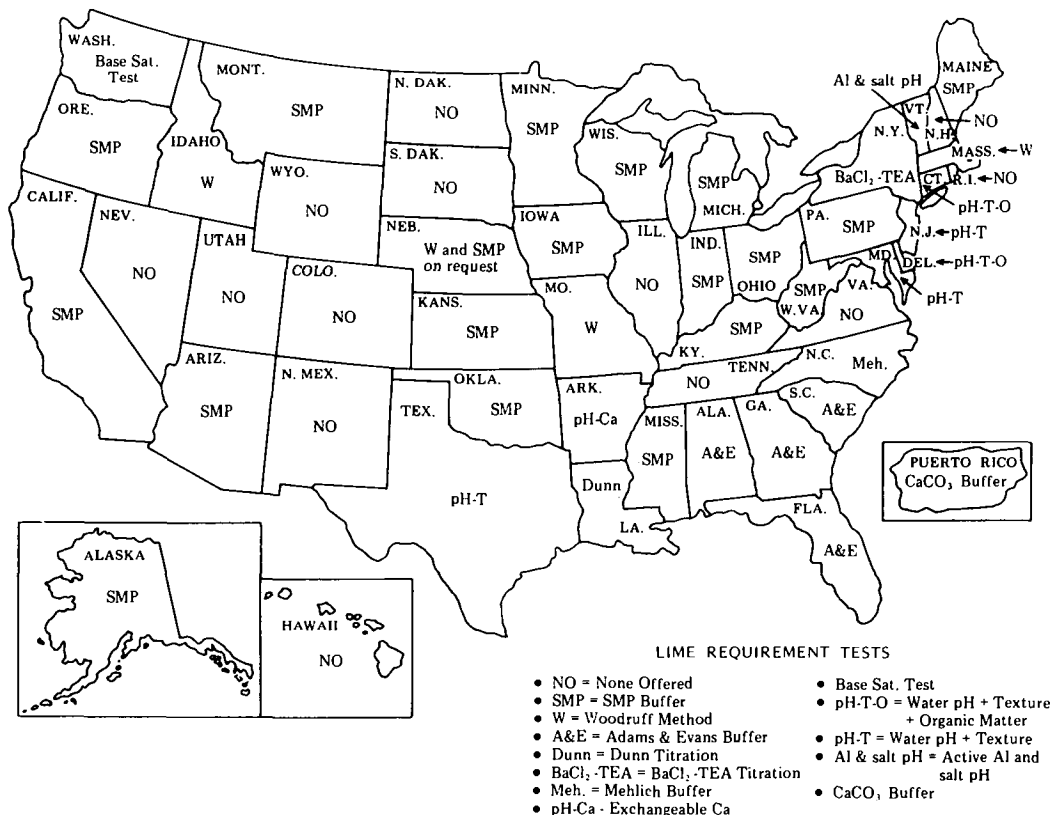 WASH.
Base Sat.
Test
MONT.
SMP
N. DAK.
NO
MINN.
SMP
ORE.
SMP
IDAHO
W
S. DAK.
NO
WIS.
SMP
SMP
MICH.
WYO.
NO
CALIF.
SMP
NEV.
NO
UTAH
NO
COLO.
NO
NEB.
W and SMP
on request
IOWA
SMP
ILL.
NO
IND.
SMP
SMP
OHIO
KANS.
SMP
MO.
W
KY.
SMP
ARIZ.
SMP
N. MEX.
NO
OKLA.
SMP
TEX.
pH-T
ARK.
pH-Ca
TENN.
NO
Dunn
LA.
MISS.
SMP
ALA.
A&E
GA.
A&E
S.C.
A&E
N.C.
Meh.
FLA.
A&E
VA.
NO
SMP
W.VA.
PA.
SMP
N.Y.
BaCl₂-TEA
Al & salt pH
VT.
N.H.
NO
MAINE
SMP
MASS.
W
CT.
R.I.
NO
pH-T-O
N.J.
pH-T
MD.
DEL.
pH-T-O
pH-T
PUERTO RICO
CaCO₃ Buffer
ALASKA
SMP
HAWAII
NO
LIME REQUIREMENT TESTS
• NO = None Offered
• SMP = SMP Buffer
• W = Woodruff Method
• A&E = Adams & Evans Buffer
• Dunn = Dunn Titration
• BaCl₂-TEA = BaCl₂-TEA Titration
• Meh. = Mehlich Buffer
• pH-Ca - Exchangeable Ca
• Base Sat. Test
• pH-T-O = Water pH + Texture
+ Organic Matter
• pH-T = Water pH + Texture
• Al & salt pH = Active Al and
salt pH
• CaCO₃ Buffer